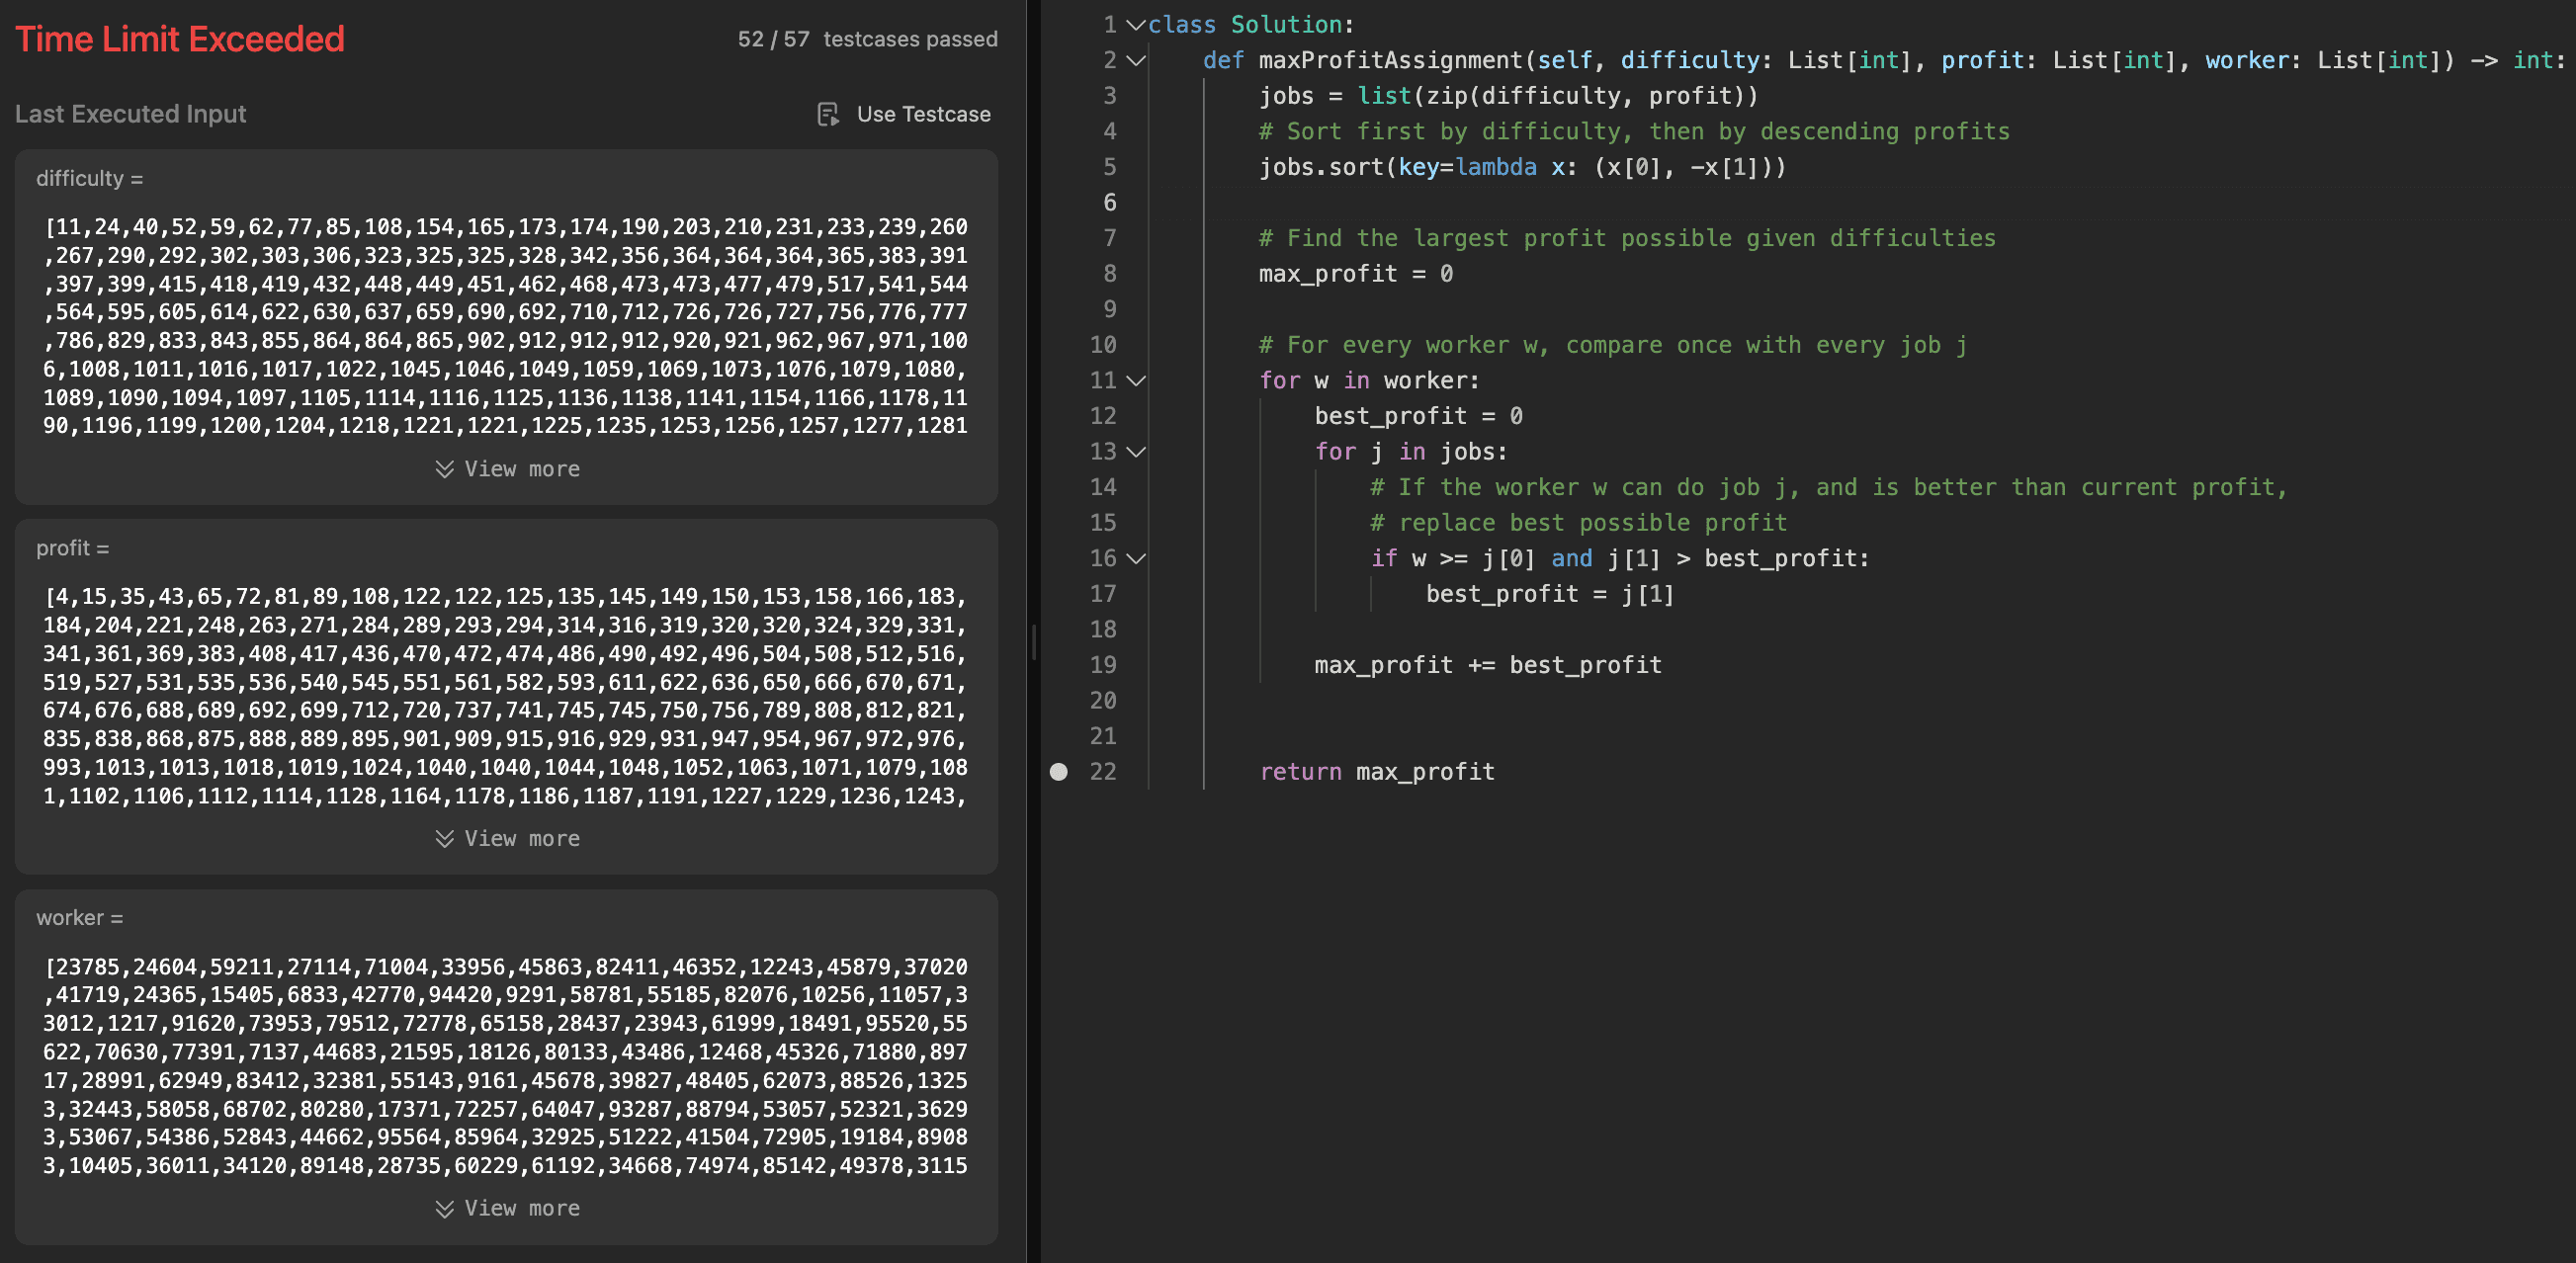 Time Limit Exceeded
52 / 57 testcases passed
Last Executed Input
Use Testcase
difficulty =
[11,24,40,52,59,62,77,85,108,154,165,173,174,190,203,210,231,233,239,260
,267,290,292,302,303,306,323,325,325,328,342,356,364,364,364,365,383,391
,397,399,415,418,419,432,448,449,451,462,468,473,473,477,479,517,541,544
,564,595,605,614,622,630,637,659,690,692,710,712,726,726,727,756,776,777
,786,829,833,843,855,864,864,865,902,912,912,912,920,921,962,967,971,100
6,1008,1011,1016,1017,1022,1045,1046,1049,1059,1069,1073,1076,1079,1080,
1089,1090,1094,1097,1105,1114,1116,1125,1136,1138,1141,1154,1166,1178,11
90,1196,1199,1200,1204,1218,1221,1221,1225,1235,1253,1256,1257,1277,1281
View more
profit =
[4,15,35,43,65,72,81,89,108,122,122,125,135,145,149,150,153,158,166,183,
184,204,221,248,263,271,284,289,293,294,314,316,319,320,320,324,329,331,
341,361,369,383,408,417,436,470,472,474,486,490,492,496,504,508,512,516,
519,527,531,535,536,540,545,551,561,582,593,611,622,636,650,666,670,671,
674,676,688,689,692,699,712,720,737,741,745,745,750,756,789,808,812,821,
835,838,868,875,888,889,895,901,909,915,916,929,931,947,954,967,972,976,
993,1013,1013,1018,1019,1024,1040,1040,1044,1048,1052,1063,1071,1079,108
1,1102,1106,1112,1114,1128,1164,1178,1186,1187,1191,1227,1229,1236,1243,
View more
worker =
[23785,24604,59211,27114,71004,33956,45863,82411,46352,12243,45879,37020
,41719,24365,15405,6833,42770,94420,9291,58781,55185,82076,10256,11057,3
3012,1217,91620,73953,79512,72778,65158,28437,23943,61999,18491,95520,55
622,70630,77391,7137,44683,21595,18126,80133,43486,12468,45326,71880,897
17,28991,62949,83412,32381,55143,9161,45678,39827,48405,62073,88526,1325
3,32443,58058,68702,80280,17371,72257,64047,93287,88794,53057,52321,3629
3,53067,54386,52843,44662,95564,85964,32925,51222,41504,72905,19184,8908
3,10405,36011,34120,89148,28735,60229,61192,34668,74974,85142,49378,3115
View more
1 class Solution:
2 def maxProfitAssignment(self, difficulty: List[int], profit: List[int], worker: List[int]) -> int:
3 jobs = list(zip(difficulty, profit))
4 # Sort first by difficulty, then by descending profits
5 jobs.sort(key=lambda x: (x[0], -x[1]))
6
7 # Find the largest profit possible given difficulties
8 max_profit = 0
9
10 # For every worker w, compare once with every job j
11 for w in worker:
12 best_profit = 0
13 for j in jobs:
14 # If the worker w can do job j, and is better than current profit,
15 # replace best possible profit
16 if w >= j[0] and j[1] > best_profit:
17 best_profit = j[1]
18
19 max_profit += best_profit
20
21
22 return max_profit